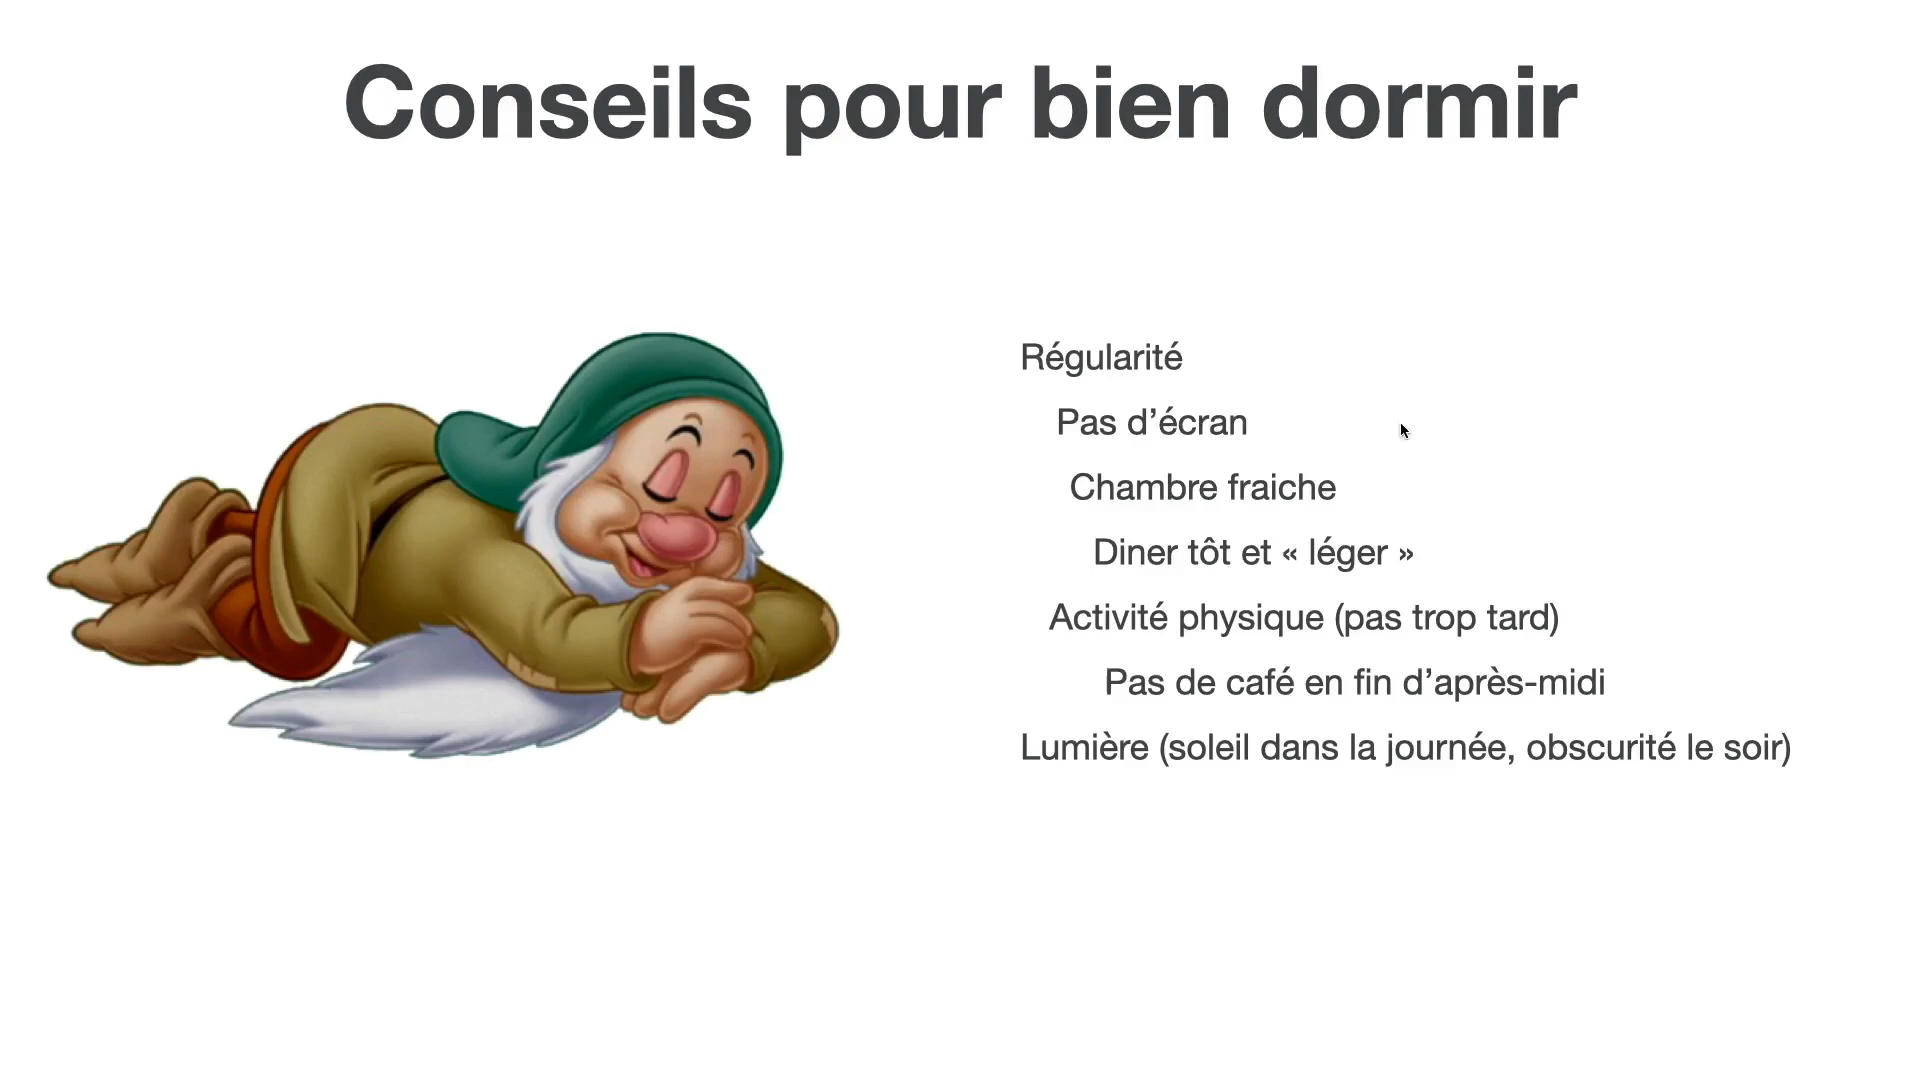 Conseils pour bien dormir
Régularité
Pas d’écran
Chambre fraiche
Diner tôt et « léger »
Activité physique (pas trop tard)
Pas de café en fin d’après-midi
Lumière (soleil dans la journée, obscurité le soir)